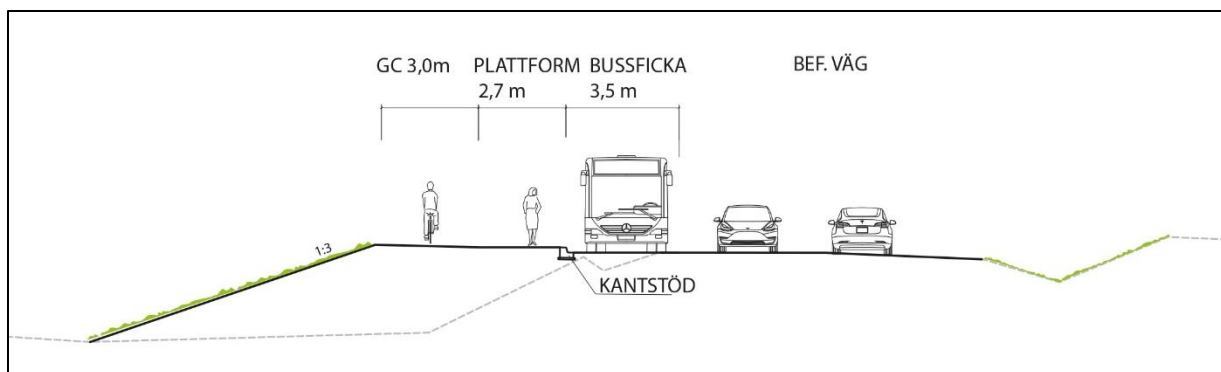 GC 3,0m
PLATTFORM
2,7 m
BUSSFICKA
3,5 m
BEF. VÄG
1:3
KANTSTÖD